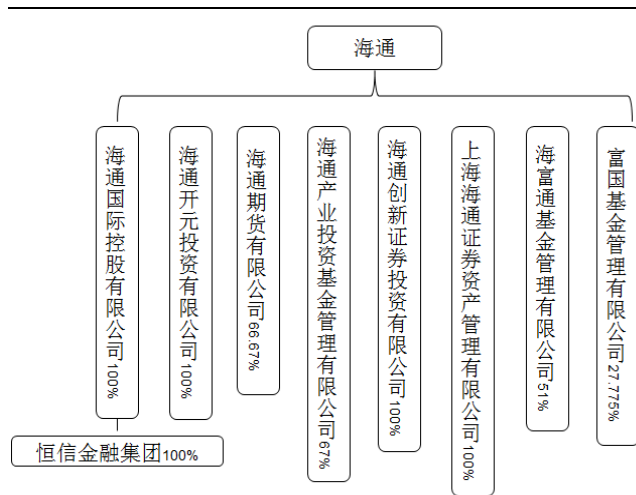 海通
海通国际控股有限公司100%
海通开元投资有限公司100%
海通期货有限公司66.67%
海通产业投资基金管理有限公司67%
海通创新证券投资有限公司100%
上海海通证券资产管理有限公司100%
海富通基金管理有限公司51%
富国基金管理有限公司27.775%
恒信金融集团100%